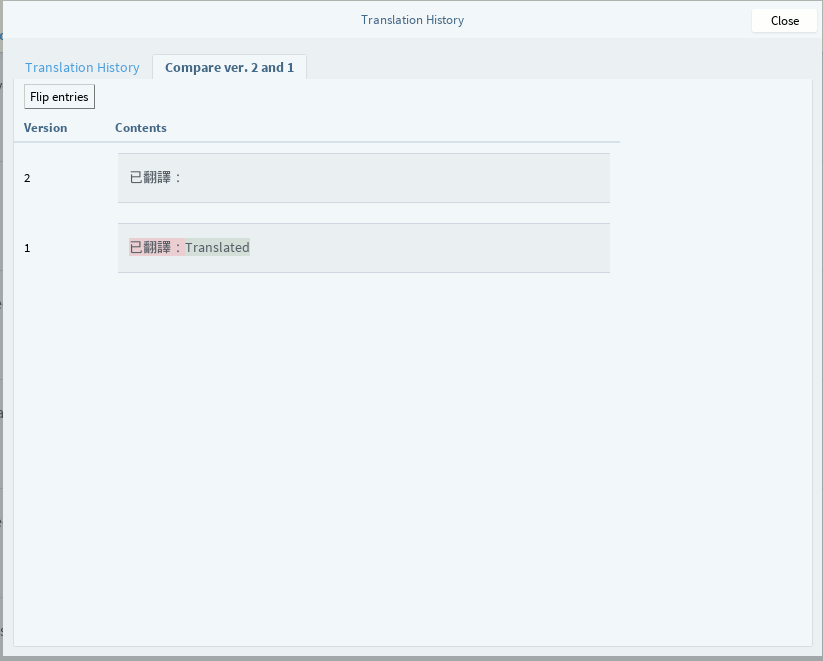 Translation History
Close
Translation History
Compare ver. 2 and 1
Flip entries
Version Contents
2 已翻譯：
1 已翻譯：Translated